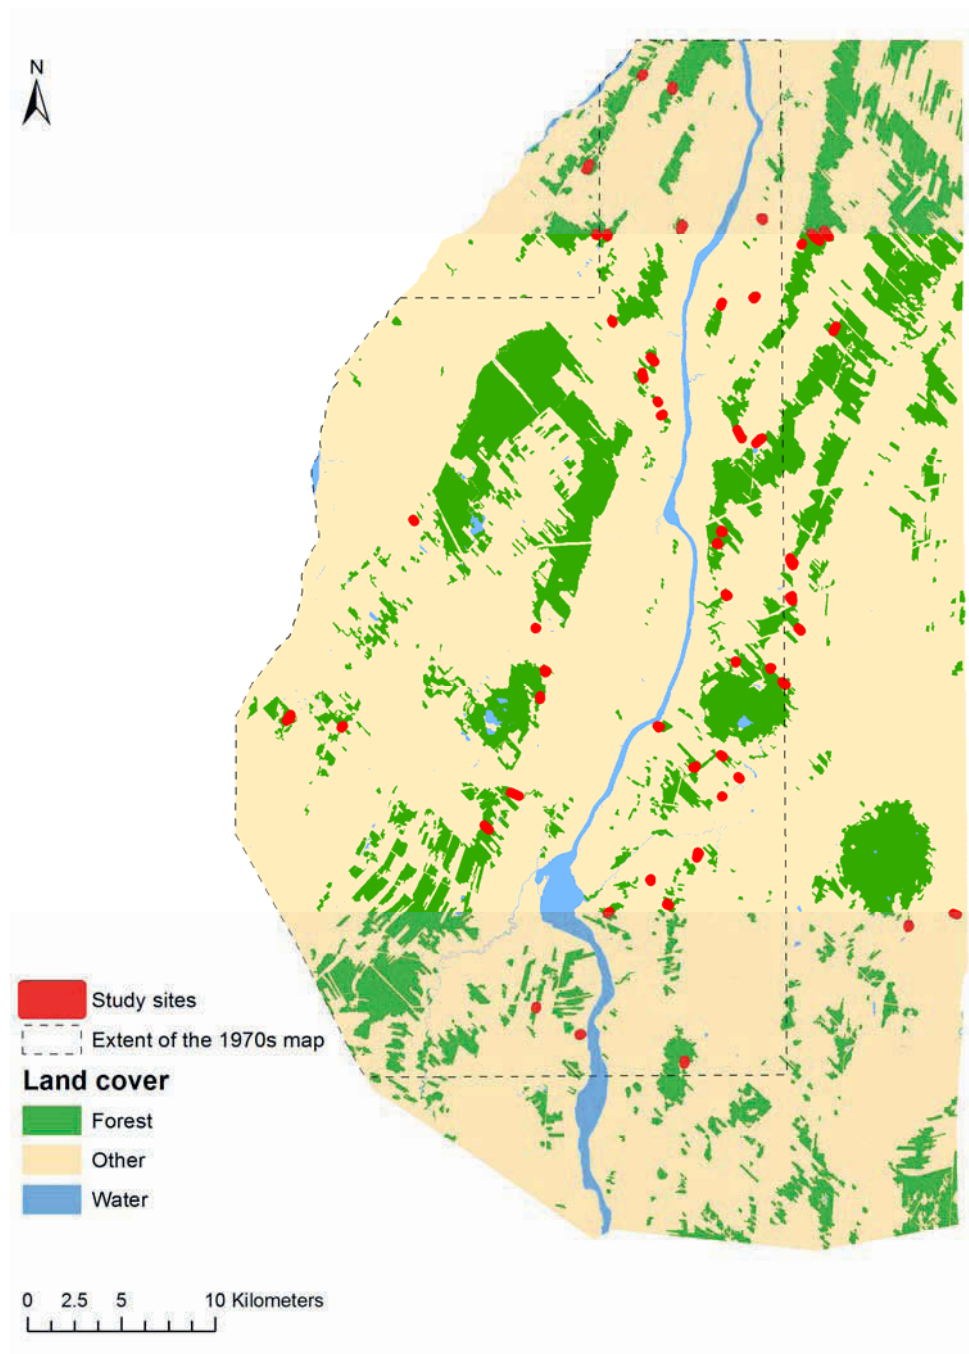 N
Study sites
Extent of the 1970s map
Land cover
Forest
Other
Water
0 2.5 5 10 Kilometers